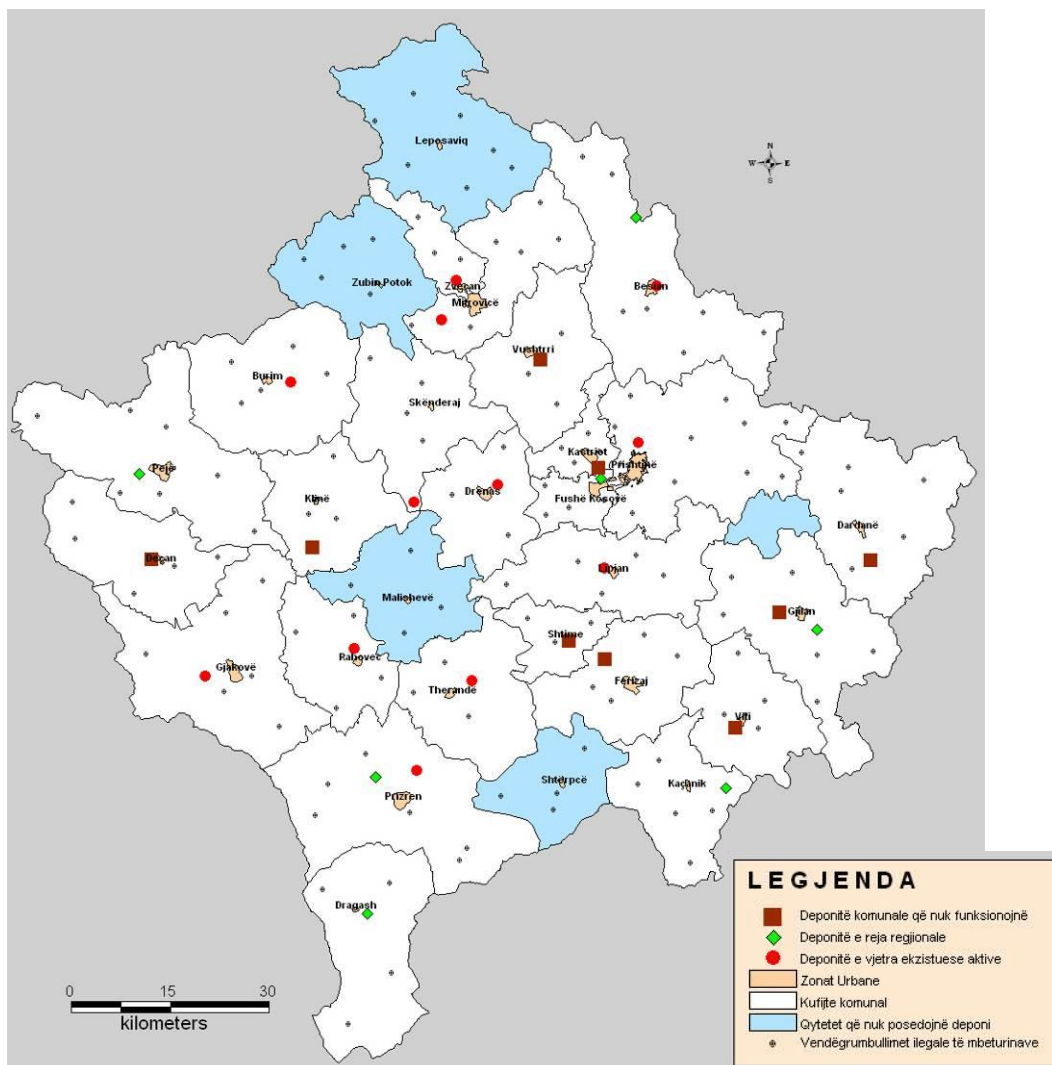 Leposaviq
N
W E
S
Zubin Potok
Zveçan
Mitrovicë
Besian
Vushtrri
Burim
Skënderaj
Kastriot
Prishtinë
Pejë
Klinë
Drenas
Fushë Kosovë
Dardanë
Deçan
Lipjan
Malishevë
Gjilan
Shtime
Rahovec
Gjakovë
Ferizaj
Therandë
Viti
Shtërpcë
Kaçanik
Prizren
Dragash
LEGJENDA
Deponitë komunale që nuk funksionojnë
Deponitë e reja regjionale
Deponitë e vjetra ekzistuese aktive
Zonat Urbane
Kufijte komunal
Qytetet që nuk posedojnë deponi
Vendëgrumbullimet ilegale të mbeturinave
0 15 30
kilometers